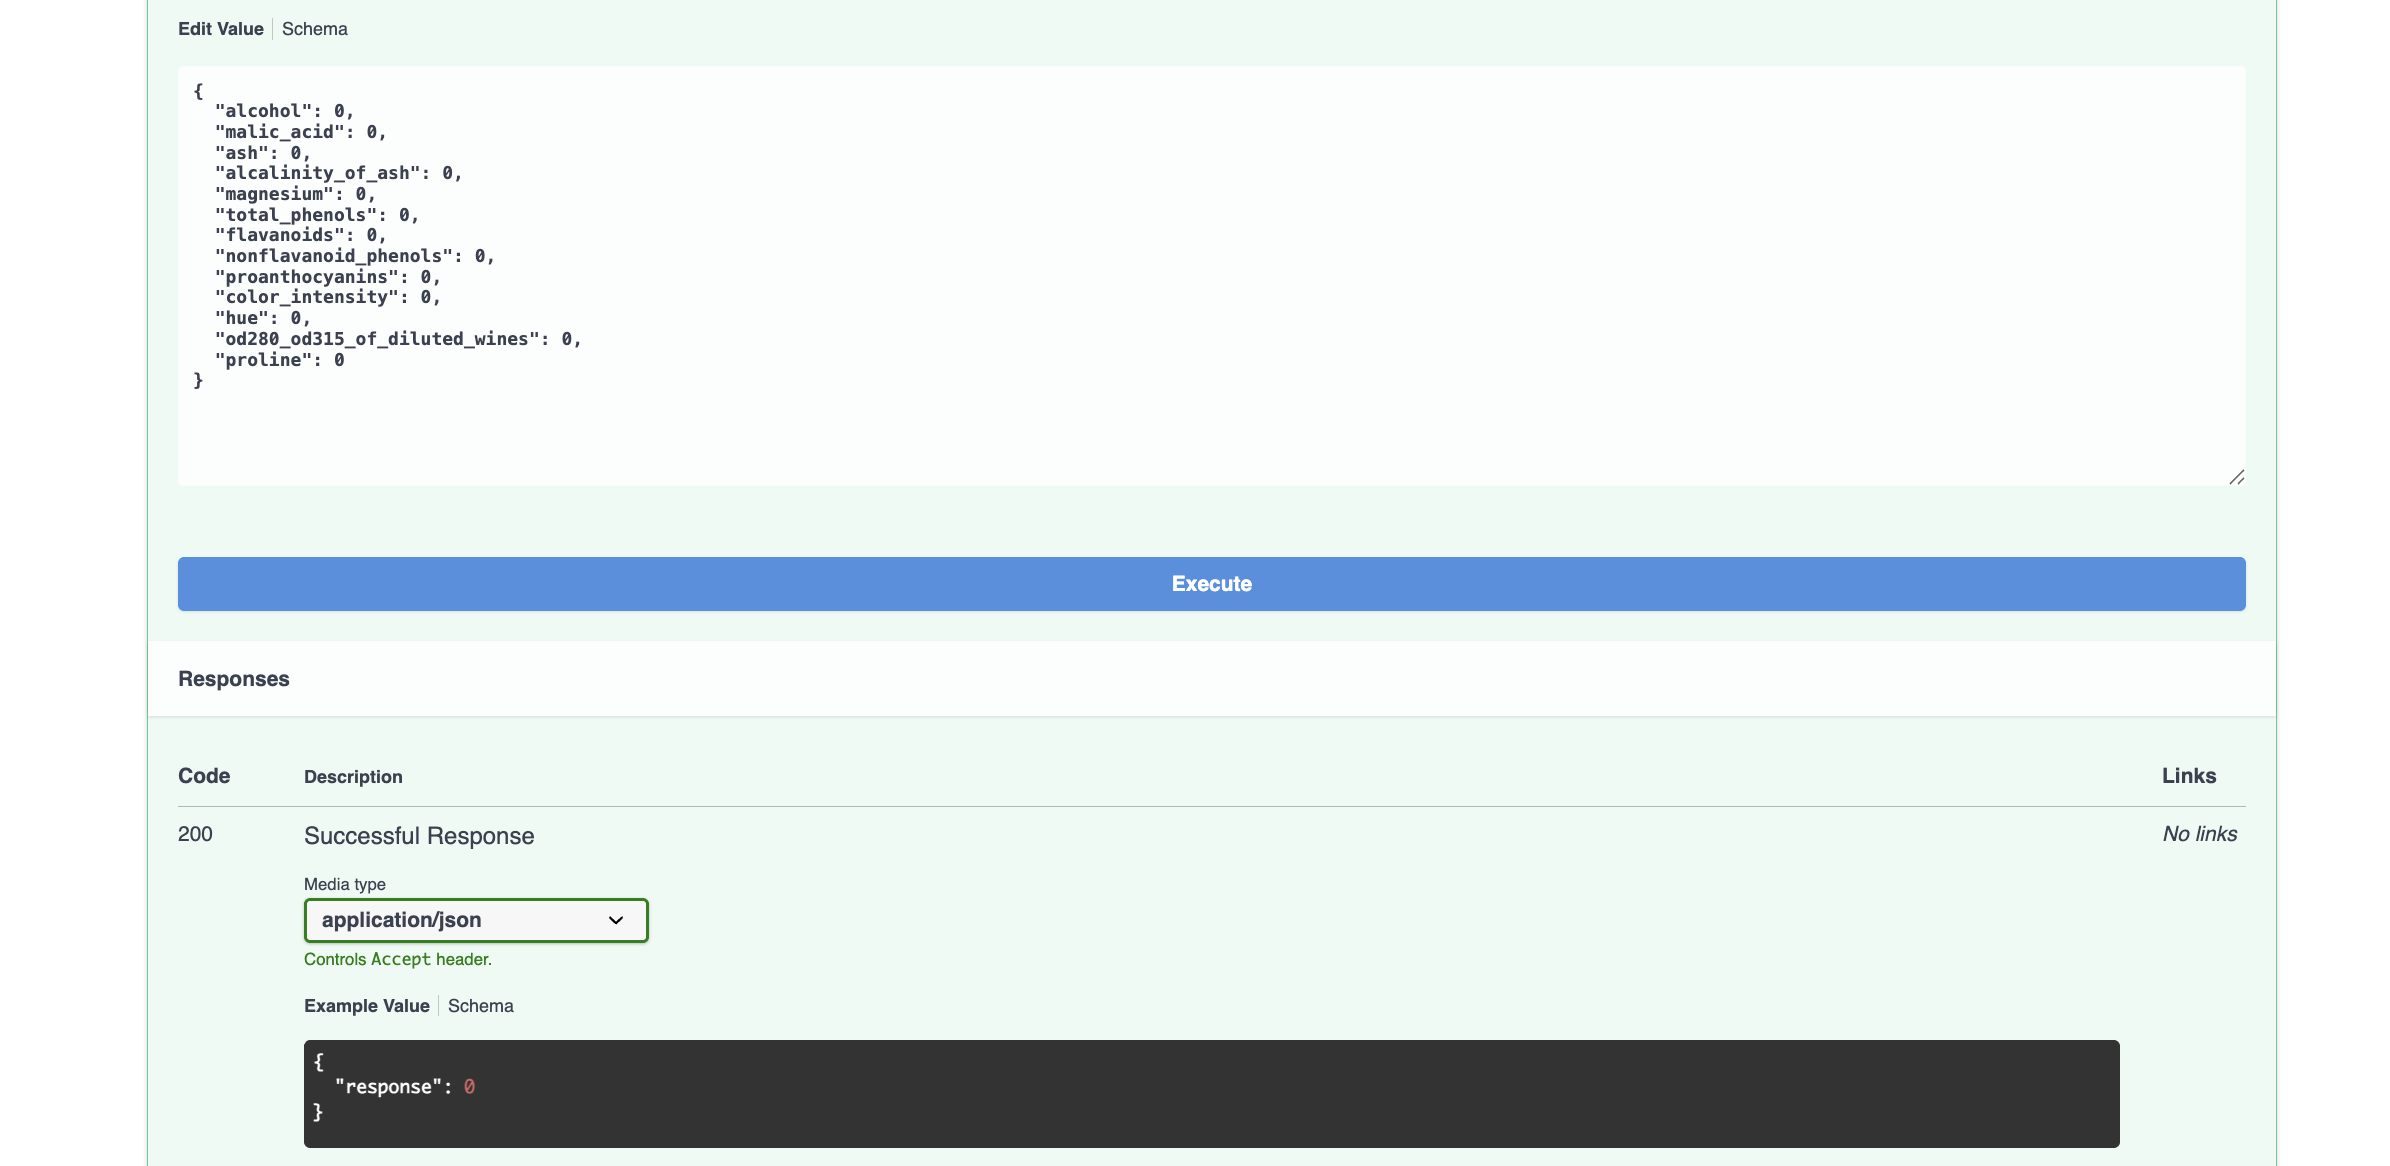 Edit Value Schema
{
  "alcohol": 0,
  "malic_acid": 0,
  "ash": 0,
  "alcalinity_of_ash": 0,
  "magnesium": 0,
  "total_phenols": 0,
  "flavanoids": 0,
  "nonflavanoid_phenols": 0,
  "proanthocyanins": 0,
  "color_intensity": 0,
  "hue": 0,
  "od280_od315_of_diluted_wines": 0,
  "proline": 0
}
Execute
Responses
Code Description Links
200 Successful Response No links
Media type
application/json
Controls Accept header.
Example Value Schema
{
  "response": 0
}